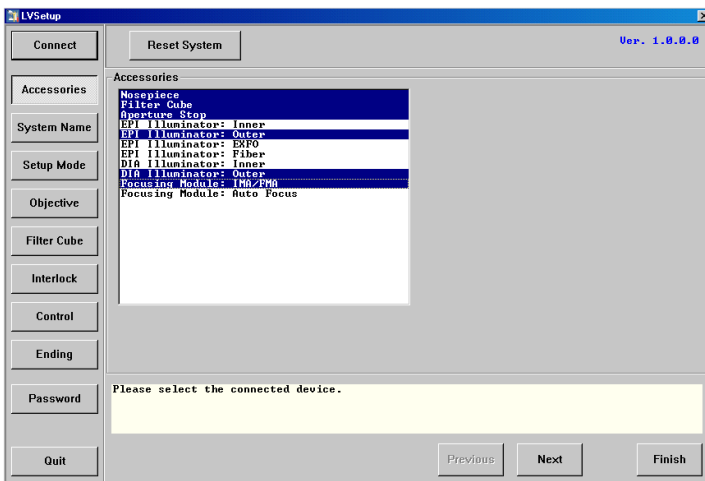 LVSetup
Connect
Reset System
Ver. 1.0.0.0
Accessories
Accessories
Nosepiece
Filter Cube
Aperture Stop
EPI Illuminator: Inner
EPI Illuminator: Outer
EPI Illuminator: EXFO
EPI Illuminator: Fiber
DIA Illuminator: Inner
DIA Illuminator: Outer
Focusing Module: IMA/FMA
Focusing Module: Auto Focus
System Name
Setup Mode
Objective
Filter Cube
Interlock
Control
Ending
Password
Please select the connected device.
Quit
Previous
Next
Finish